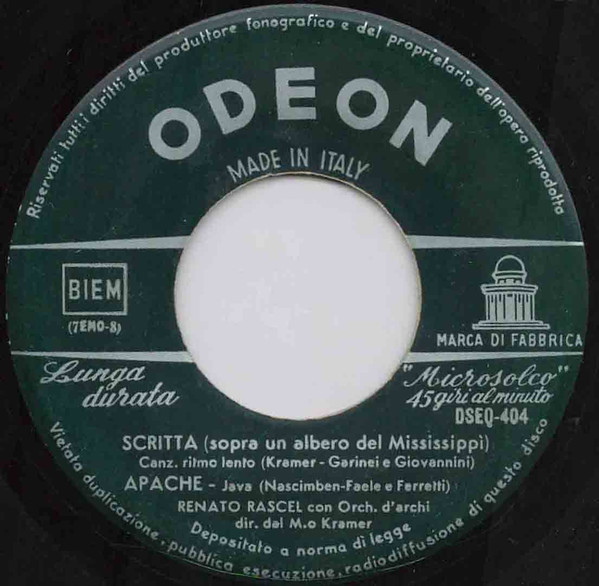 Riservati tutti i diritti del produttore fonografico e del proprietario dell'opera riprodotta
ODEON
MADE IN ITALY
BIEM
(7EMO-8)
MARCA DI FABBRICA
Lunga
durata
"Microsolco"
45 giri al minuto
DSEQ-404
SCRITTA (sopra un albero del Mississippì)
Canz. ritmo lento (Kramer - Garinei e Giovannini)
APACHE - Java (Nascimben-Faele e Ferretti)
RENATO RASCEL con Orch. d'archi
dir. dal M.o Kramer
Depositato a norma di legge
Vietata duplicazione, pubblica esecuzione, radiodiffusione di questo disco